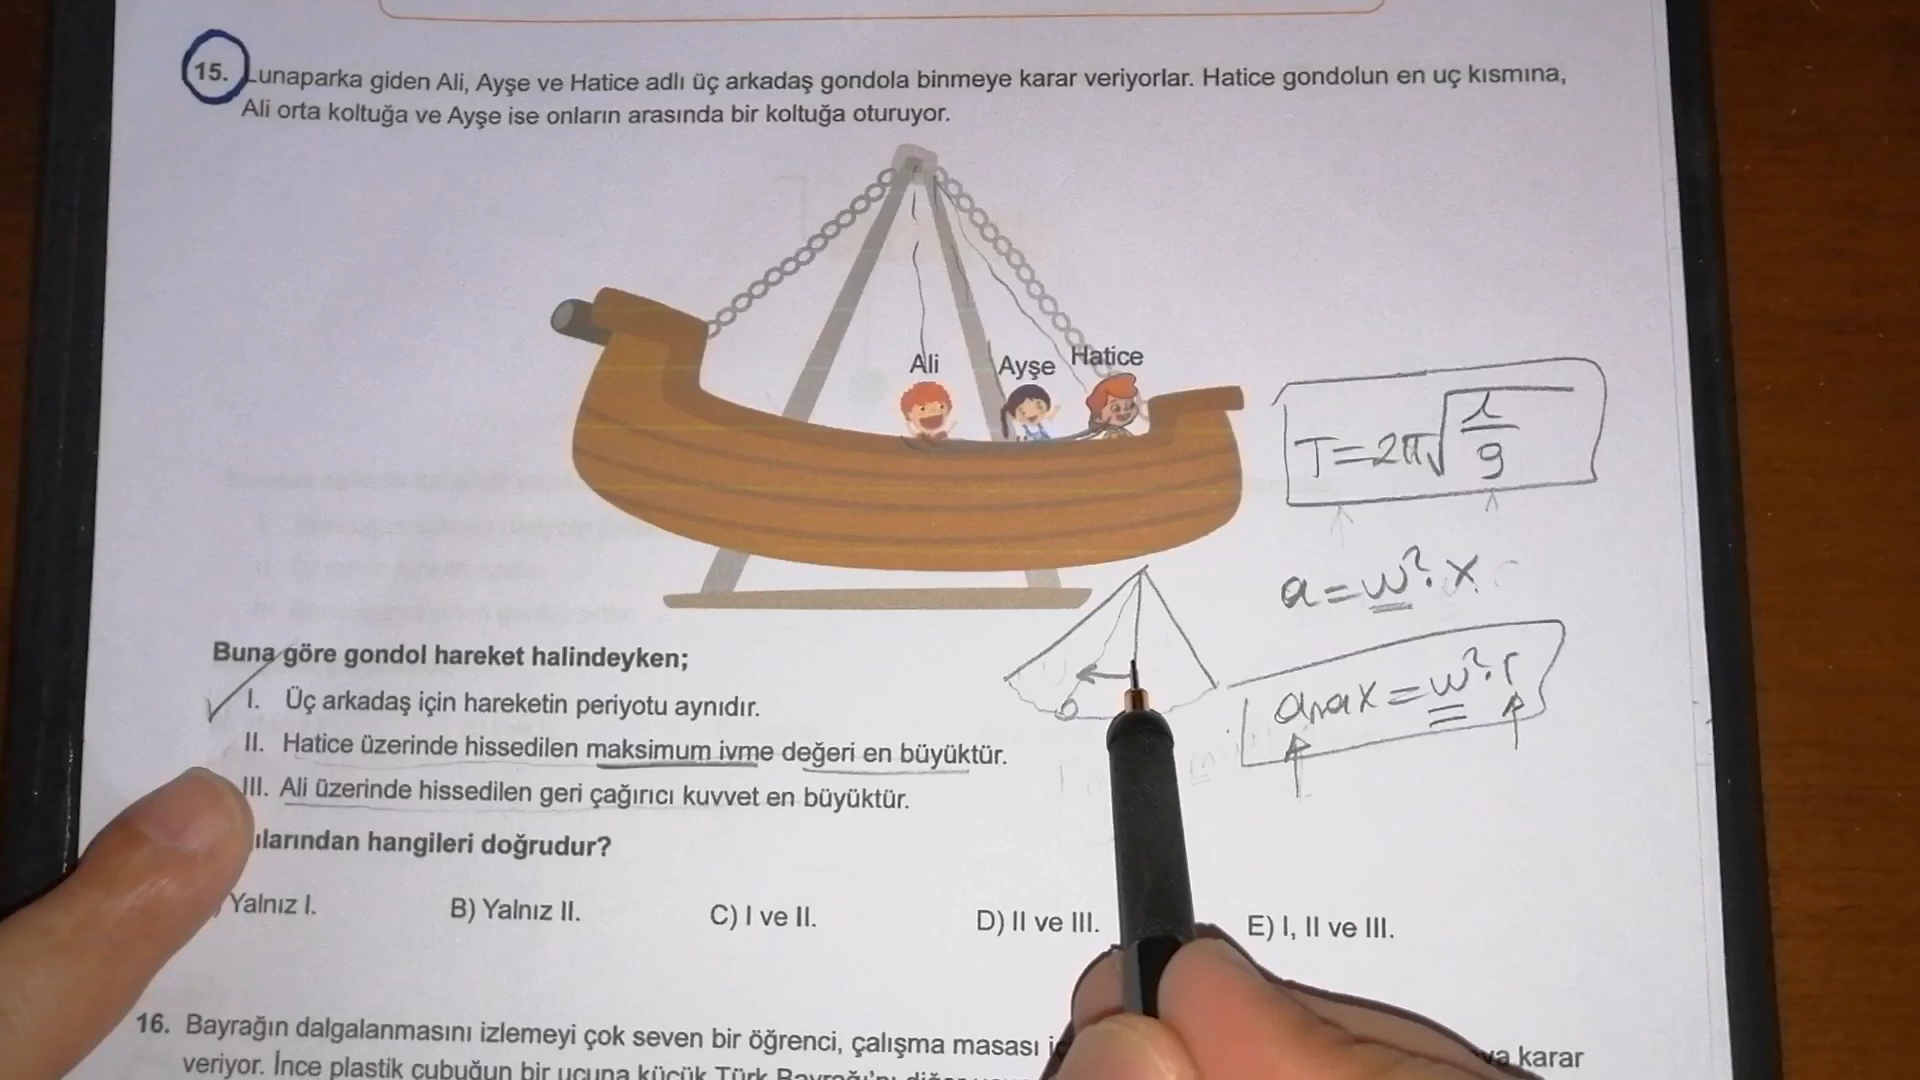 15. Lunaparka giden Ali, Ayşe ve Hatice adlı üç arkadaş gondola binmeye karar veriyorlar. Hatice gondolun en uç kısmına,
Ali orta koltuğa ve Ayşe ise onların arasında bir koltuğa oturuyor.
Ali
Ayşe
Hatice
T=2π√λ/g
a=w².x
amax=w².r
Buna göre gondol hareket halindeyken;
I. Üç arkadaş için hareketin periyotu aynıdır.
II. Hatice üzerinde hissedilen maksimum ivme değeri en büyüktür.
III. Ali üzerinde hissedilen geri çağırıcı kuvvet en büyüktür.
hangileri doğrudur?
Yalnız I.
B) Yalnız II.
C) I ve II.
D) II ve III.
E) I, II ve III.
16. Bayrağın dalgalanmasını izlemeyi çok seven bir öğrenci, çalışma masası
karar
veriyor. İnce plastik çubuğun bir ucuna küçük Türk